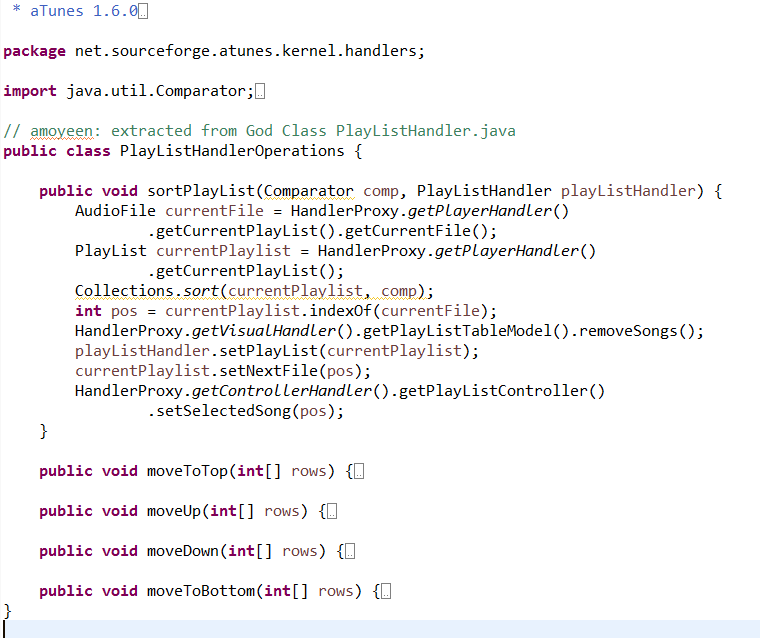 * aTunes 1.6.0
package net.sourceforge.atunes.kernel.handlers;
import java.util.Comparator;
// amoyeen: extracted from God Class PlayListHandler.java
public class PlayListHandlerOperations {
public void sortPlayList(Comparator comp, PlayListHandler playListHandler) {
AudioFile currentFile = HandlerProxy.getPlayerHandler()
.getCurrentPlayList().getCurrentFile();
PlayList currentPlaylist = HandlerProxy.getPlayerHandler()
.getCurrentPlayList();
Collections.sort(currentPlaylist, comp);
int pos = currentPlaylist.indexOf(currentFile);
HandlerProxy.getVisualHandler().getPlayListTableModel().removeSongs();
playListHandler.setPlayList(currentPlaylist);
currentPlaylist.setNextFile(pos);
HandlerProxy.getControllerHandler().getPlayListController()
.setSelectedSong(pos);
}
public void moveToTop(int[] rows) {
public void moveUp(int[] rows) {
public void moveDown(int[] rows) {
public void moveToBottom(int[] rows) {
}